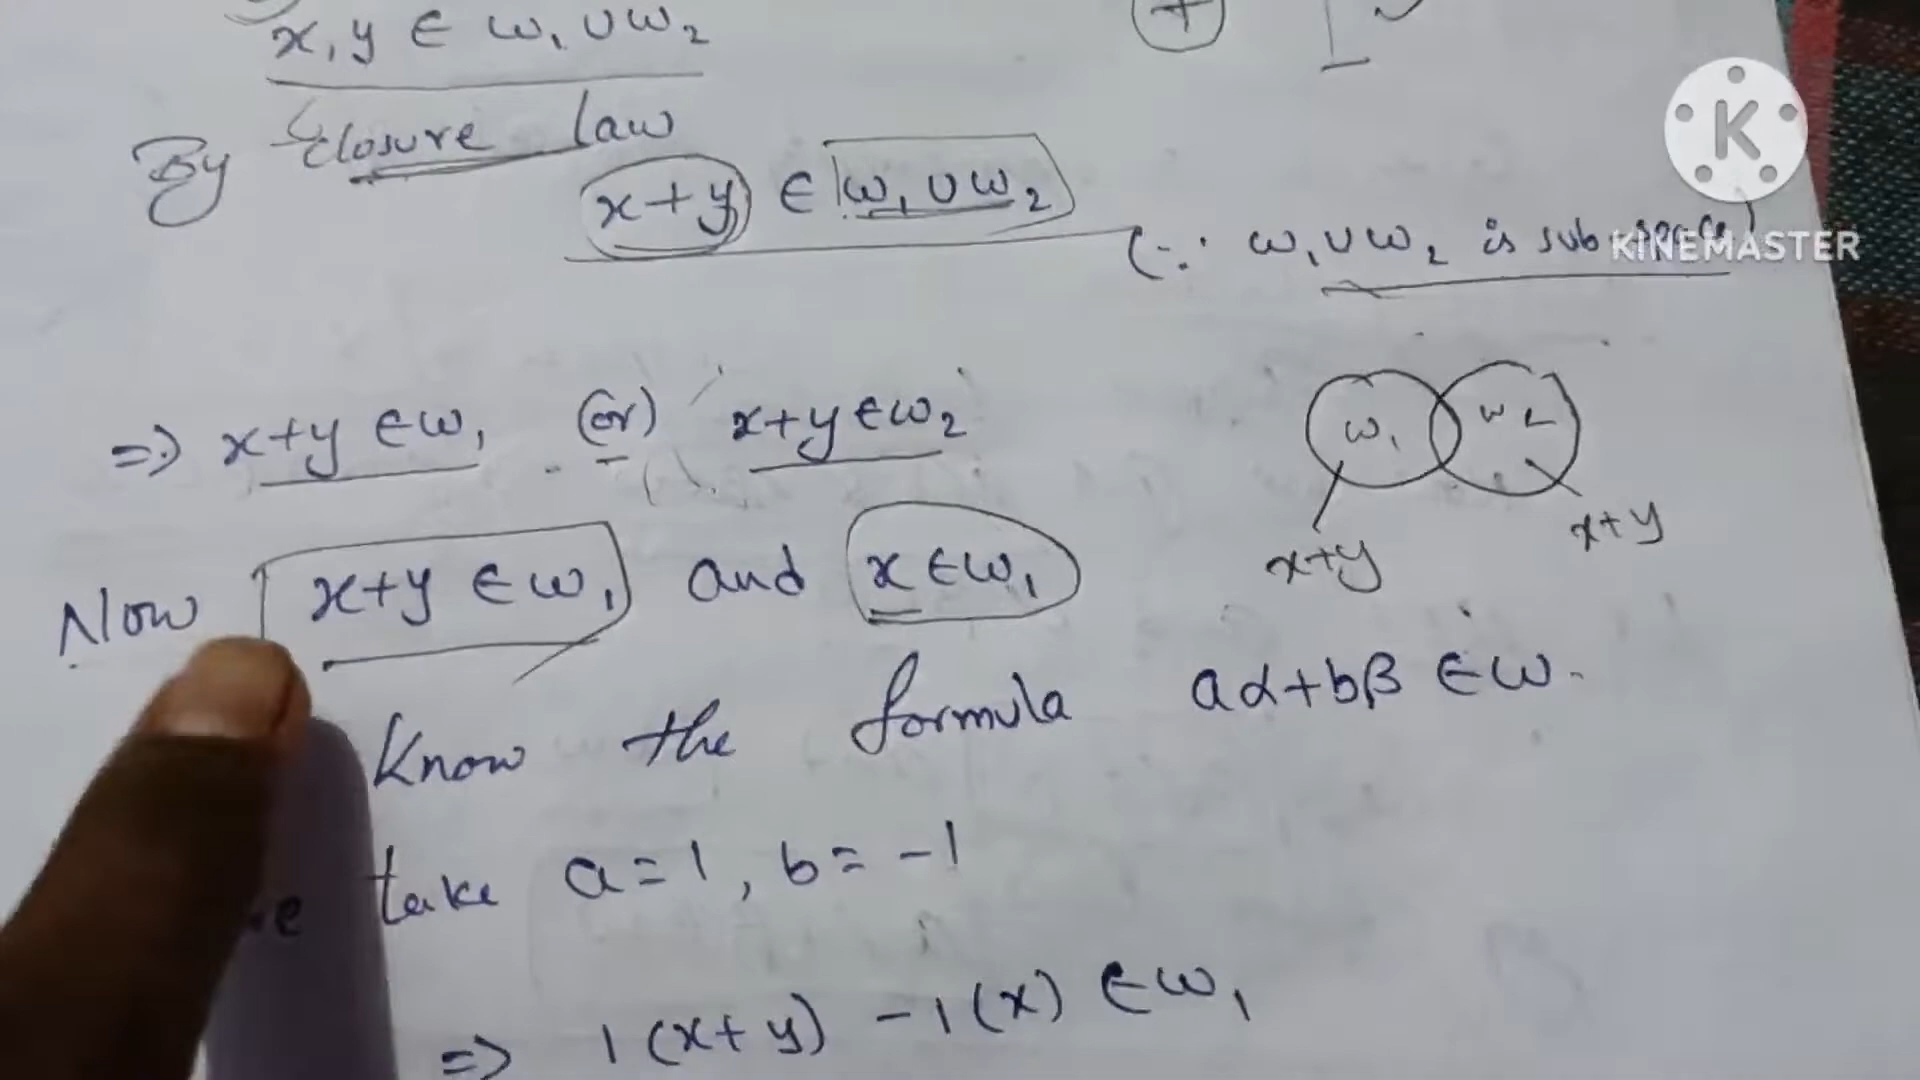 x, y ∈ ω₁ ∪ ω₂
By closure law
x+y ∈ ω₁ ∪ ω₂
(∵ ω₁ ∪ ω₂ is subspace)
K
KINEMASTER
⇒ x+y ∈ ω₁ (or) x+y ∈ ω₂
ω₁ ω₂
x+y x+y
Now x+y ∈ ω₁ and x ∈ ω₁
Know the formula aα+bβ ∈ ω.
take a=1, b=-1
⇒ 1(x+y) -1(x) ∈ ω₁